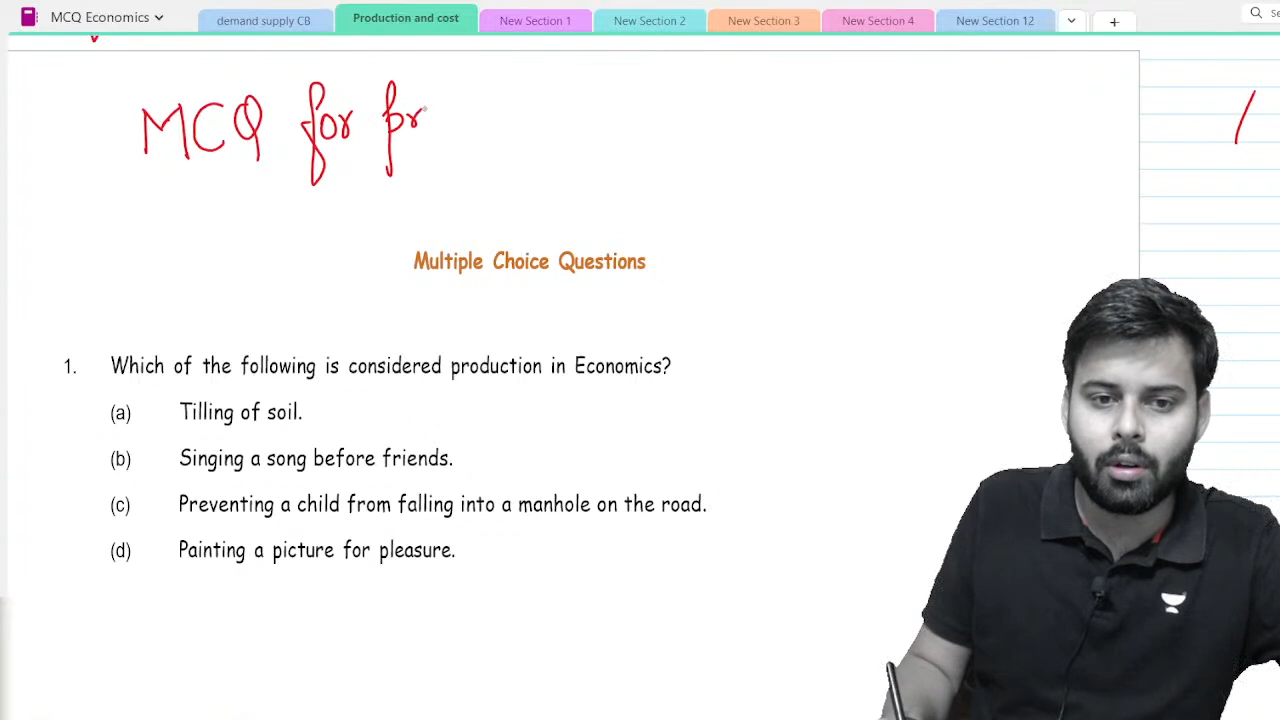 MCQ Economics
demand supply CB
Production and cost
New Section 1
New Section 2
New Section 3
New Section 4
New Section 12
MCQ for pr
Multiple Choice Questions
1. Which of the following is considered production in Economics?
(a) Tilling of soil.
(b) Singing a song before friends.
(c) Preventing a child from falling into a manhole on the road.
(d) Painting a picture for pleasure.